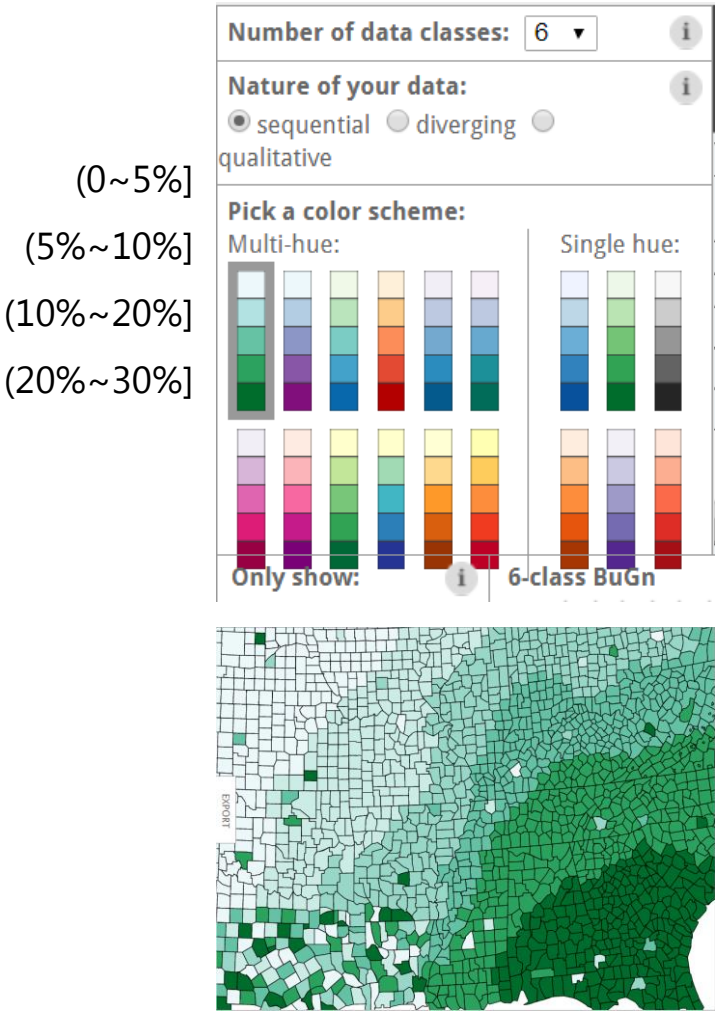 Number of data classes: 6
Nature of your data:
sequential diverging
qualitative
(0~5%]
(5%~10%]
(10%~20%]
(20%~30%]
Pick a color scheme:
Multi-hue: Single hue:
Only show: 6-class BuGn
EXPORT